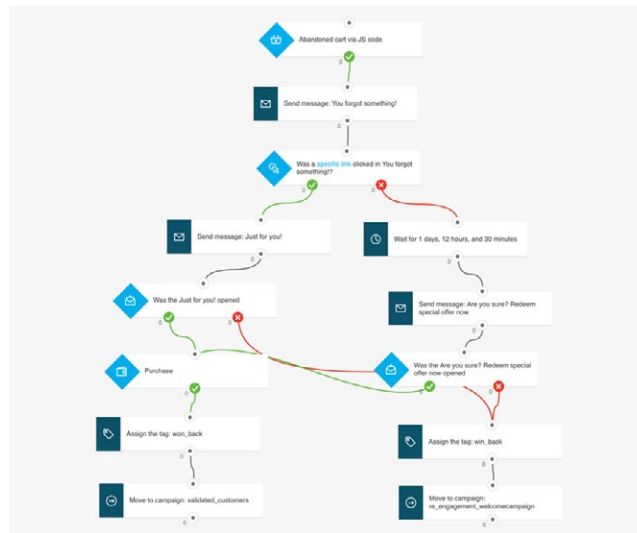 Abandoned cart via JS code
0
Send message: You forgot something!
0
Was a specific link clicked in You forgot
something!?
0
0
Send message: Just for you!
0
Wait for 1 days, 12 hours, and 30 minutes
0
Was the Just for you! opened
0
0
Send message: Are you sure? Redeem
special offer now
0
Purchase
0
Was the Are you sure? Redeem special
offer now opened
0
0
Assign the tag: won_back
0
Assign the tag: win_back
0
Move to campaign: validated_customers
0
Move to campaign:
re_engagement_welcomecampaign
0